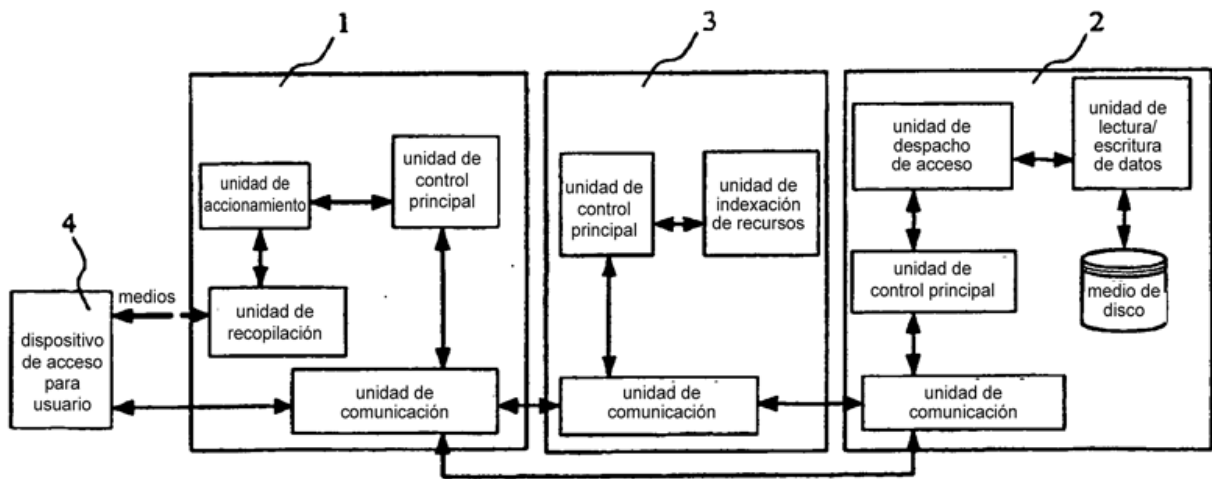 1
3
2
4
unidad de
accionamiento
unidad de
control
principal
medios
unidad de
recopilación
dispositivo
de acceso
para
usuario
unidad de
comunicación
unidad de
control
principal
unidad de
indexación
de recursos
unidad de
comunicación
unidad de
despacho
de acceso
unidad de
lectura/
escritura
de datos
unidad de
control principal
medio de
disco
unidad de
comunicación